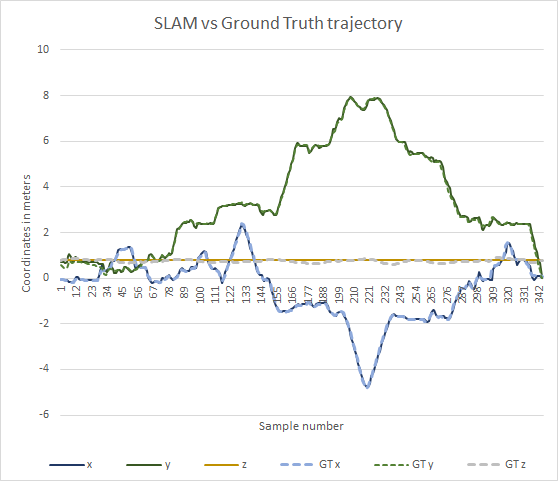 SLAM vs Ground Truth trajectory
Coordinates in meters
10
8
6
4
2
0
-2
-4
-6
1 12 23 34 45 56 67 78 89 100 111 122 133 144 155 166 177 188 199 210 221 232 243 254 265 276 287 298 309 320 331 342
Sample number
x y z GT x GT y GT z